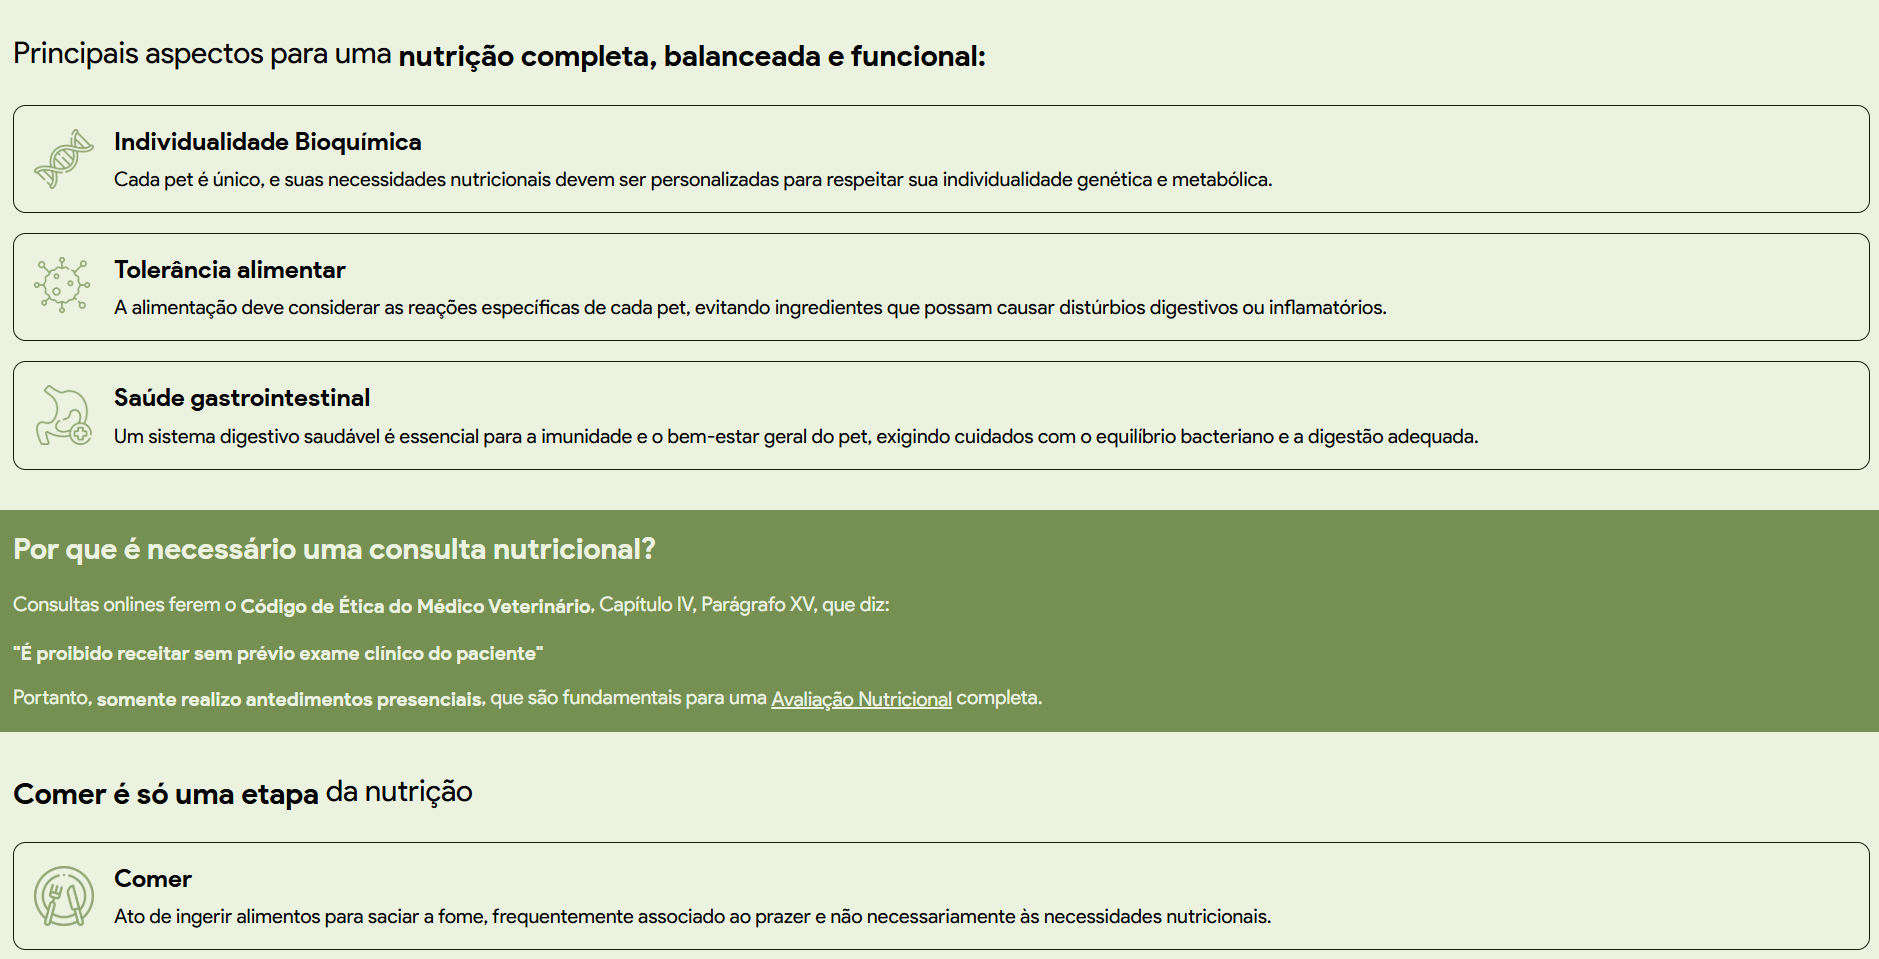 Principais aspectos para uma nutrição completa, balanceada e funcional:
Individualidade Bioquímica
Cada pet é único, e suas necessidades nutricionais devem ser personalizadas para respeitar sua individualidade genética e metabólica.
Tolerância alimentar
A alimentação deve considerar as reações específicas de cada pet, evitando ingredientes que possam causar distúrbios digestivos ou inflamatórios.
Saúde gastrointestinal
Um sistema digestivo saudável é essencial para a imunidade e o bem-estar geral do pet, exigindo cuidados com o equilíbrio bacteriano e a digestão adequada.
Por que é necessário uma consulta nutricional?
Consultas onlines ferem o Código de Ética do Médico Veterinário, Capítulo IV, Parágrafo XV, que diz:
"É proibido receitar sem prévio exame clínico do paciente"
Portanto, somente realizo antedimentos presenciais, que são fundamentais para uma Avaliação Nutricional completa.
Comer é só uma etapa da nutrição
Comer
Ato de ingerir alimentos para saciar a fome, frequentemente associado ao prazer e não necessariamente às necessidades nutricionais.